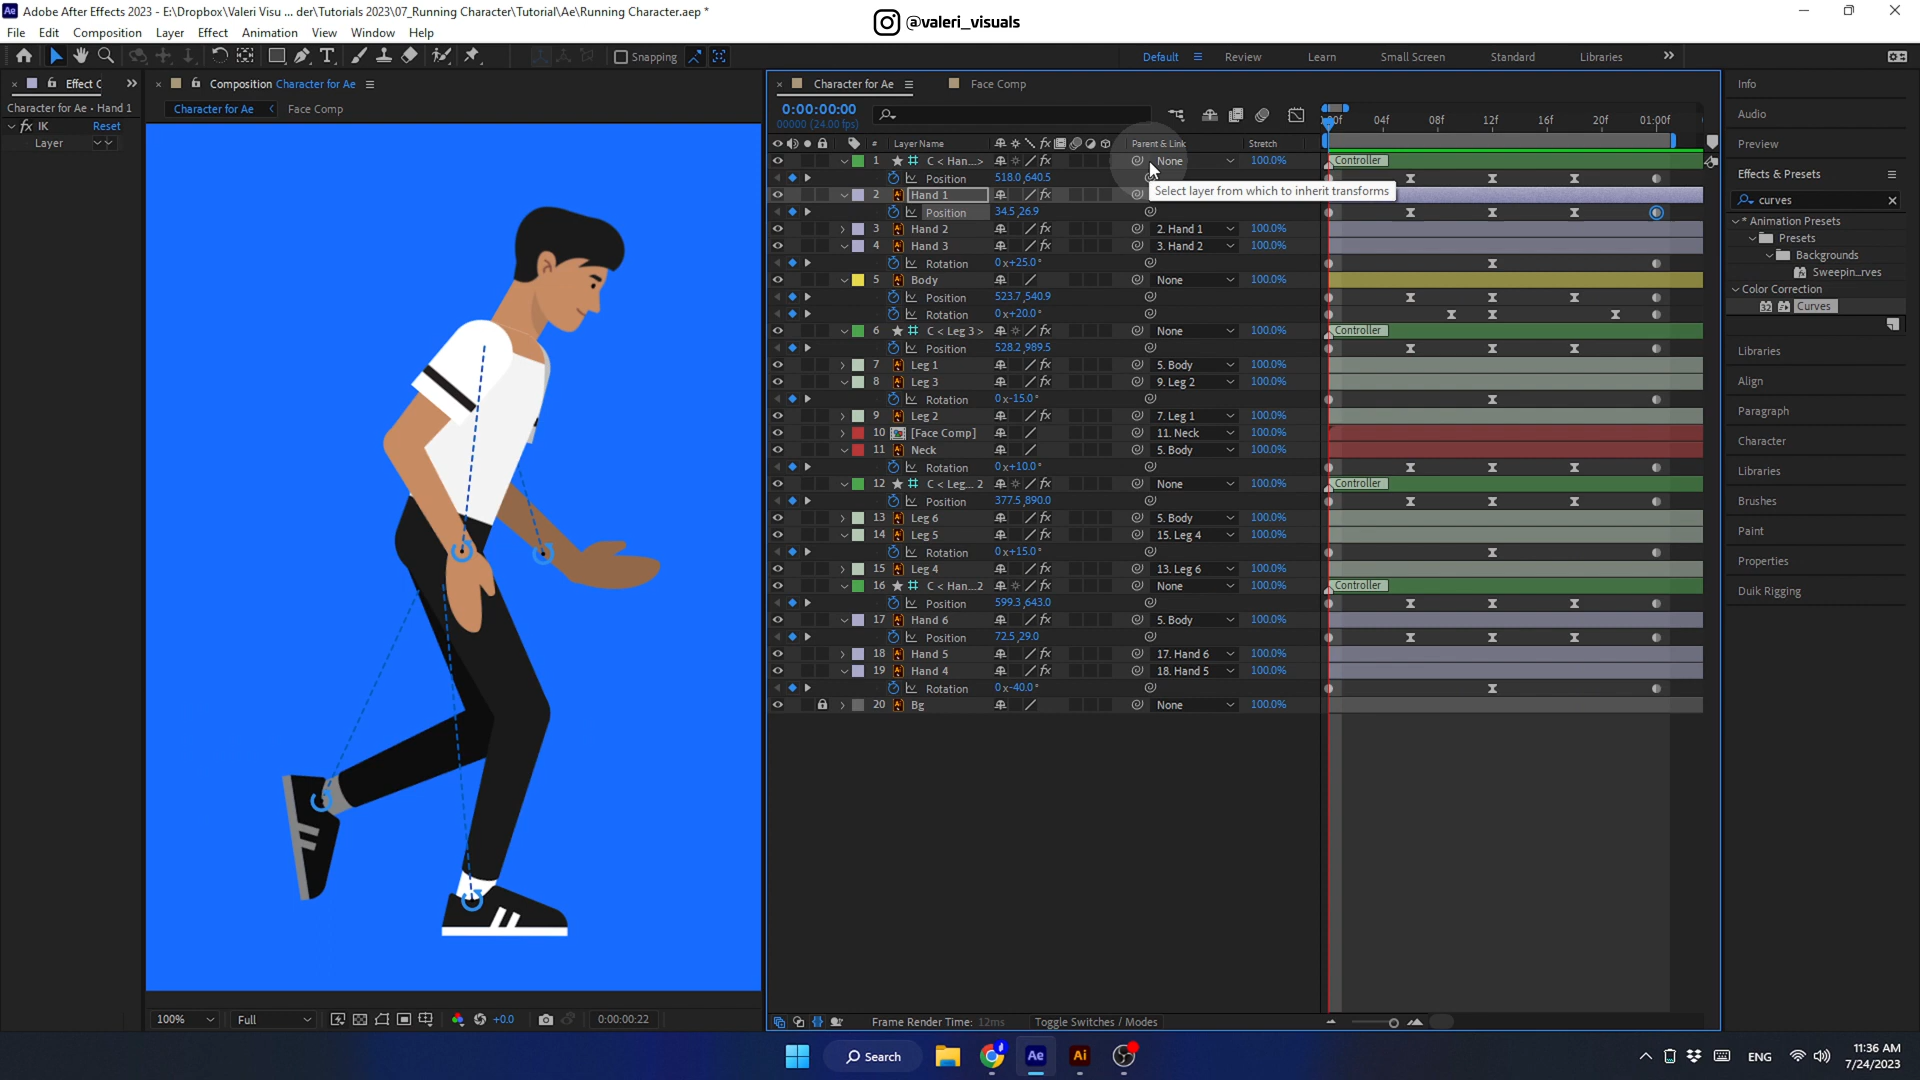 Adobe After Effects 2023 - E:\Dropbox\Valeri Visu ... der\Tutorials 2023\07_Running Character\Tutorial\Ae\Running Character.aep *
@valeri_visuals
File Edit Composition Layer Effect Animation View Window Help
Snapping
Default Review Learn Small Screen Standard Libraries
Effect C
Composition Character for Ae
Character for Ae Face Comp
Character for Ae • Hand 1
Character for Ae Face Comp
fx IK Reset
Layer
0:00:00:00
00000 (24.00 fps)
04f 08f 12f 16f 20f 01:00f
# Layer Name Parent & Link Stretch
1 C < Han...> None 100.0% Controller
Position 518.0,640.5
Select layer from which to inherit transforms
2 Hand 1
Position 34.5,26.9
3 Hand 2 2. Hand 1 100.0%
4 Hand 3 3. Hand 2 100.0%
Rotation 0x+25.0°
5 Body None 100.0%
Position 523.7,540.9
Rotation 0x+20.0°
6 C < Leg 3 > None 100.0% Controller
Position 528.2,989.5
7 Leg 1 5. Body 100.0%
8 Leg 3 9. Leg 2 100.0%
Rotation 0x-15.0°
9 Leg 2 7. Leg 1 100.0%
10 [Face Comp] 11. Neck 100.0%
11 Neck 5. Body 100.0%
Rotation 0x+10.0°
12 C < Leg... 2 None 100.0% Controller
Position 377.5,890.0
13 Leg 6 5. Body 100.0%
14 Leg 5 15. Leg 4 100.0%
Rotation 0x+15.0°
15 Leg 4 13. Leg 6 100.0%
16 C < Han...2 None 100.0% Controller
Position 599.3,643.0
17 Hand 6 5. Body 100.0%
Position 72.5,29.0
18 Hand 5 17. Hand 6 100.0%
19 Hand 4 18. Hand 5 100.0%
Rotation 0x-40.0°
20 Bg None 100.0%
Info
Audio
Preview
Effects & Presets
curves
* Animation Presets
Presets
Backgrounds
Sweepin_rves
Color Correction
Curves
Libraries
Align
Paragraph
Character
Libraries
Brushes
Paint
Properties
Duik Rigging
100% Full +0.0 0:00:00:22
Frame Render Time: 12ms Toggle Switches / Modes
Search
Ae Ai
ENG
11:36 AM
7/24/2023